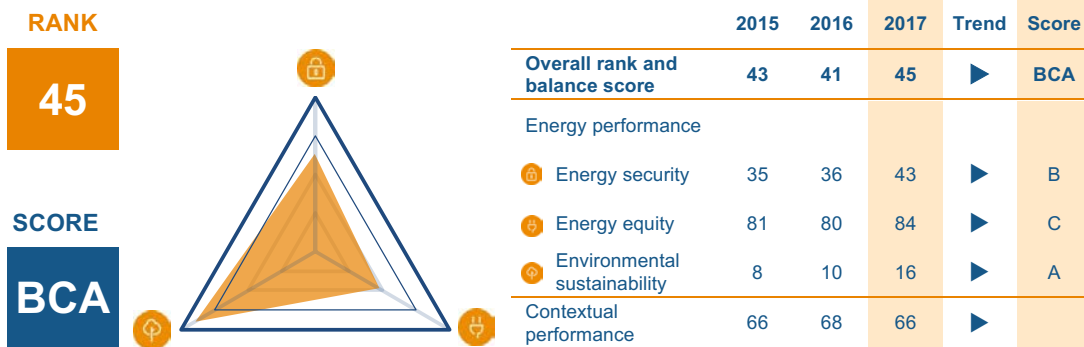 RANK
45
SCORE
BCA
2015 2016 2017 Trend Score
Overall rank and
balance score 43 41 45 ▶ BCA
Energy performance
Energy security 35 36 43 ▶ B
Energy equity 81 80 84 ▶ C
Environmental
sustainability 8 10 16 ▶ A
Contextual
performance 66 68 66 ▶